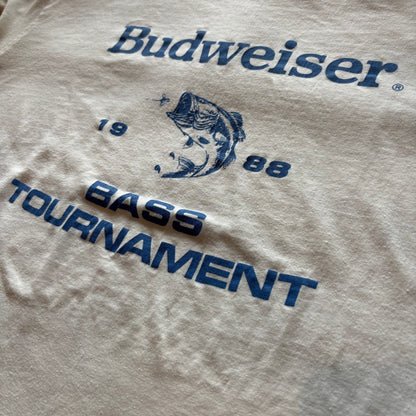 Budweiser®
19 88
BASS
TOURNAMENT